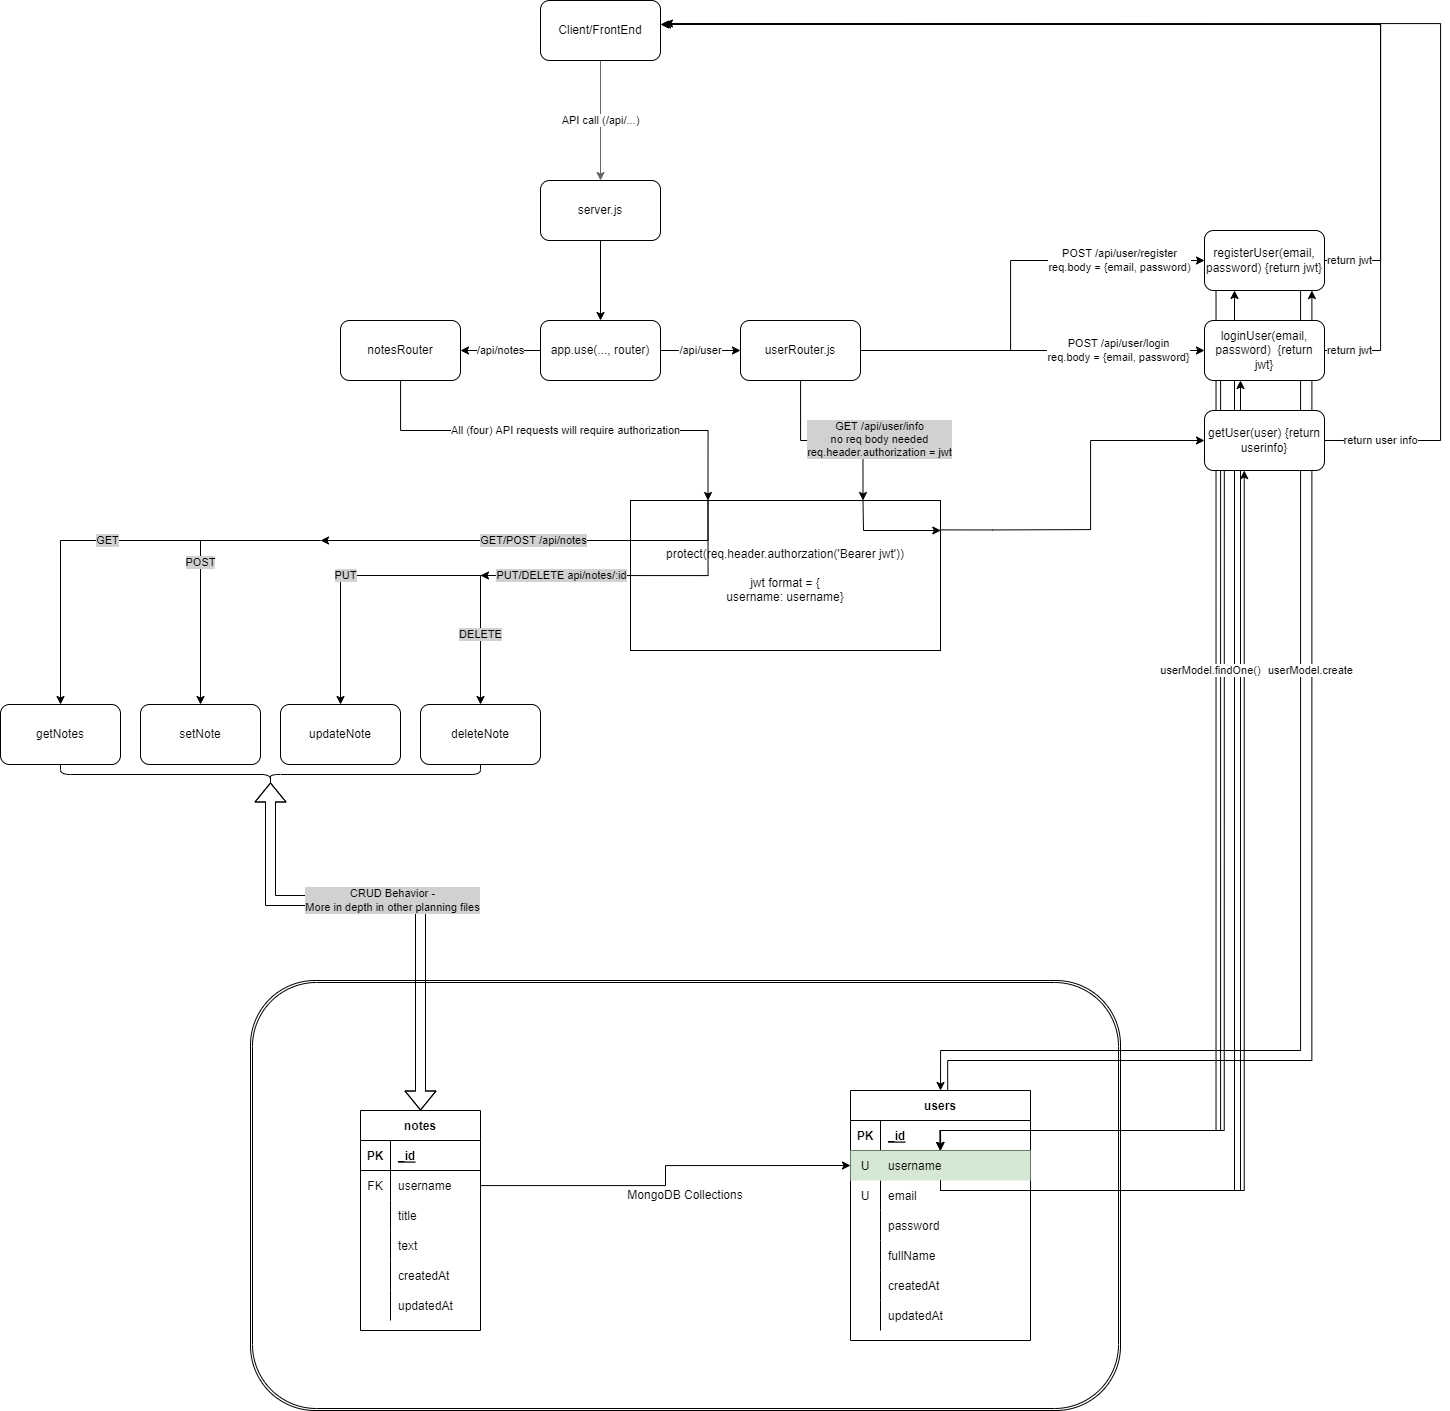 Client/FrontEnd
API call (/api/...)
server.js
notesRouter
/api/notes
app.use(..., router)
/api/user
userRouter.js
POST /api/user/register
req.body = {email, password)
registerUser(email,
password) {return jwt}
return jwt
POST /api/user/login
req.body = {email, password}
loginUser(email,
password)  {return
jwt}
return jwt
All (four) API requests will require authorization
GET /api/user/info
no req body needed
req.header.authorization = jwt
getUser(user) {return
userinfo}
return user info
GET
POST
GET/POST /api/notes
PUT
PUT/DELETE api/notes/:id
DELETE
protect(req.header.authorzation('Bearer jwt'))
jwt format = {
username: username}
userModel.findOne()
userModel.create
getNotes
setNote
updateNote
deleteNote
CRUD Behavior -
More in depth in other planning files
notes
PK
_id
FK
username
title
text
createdAt
updatedAt
MongoDB Collections
users
PK
_id
U
username
U
email
password
fullName
createdAt
updatedAt